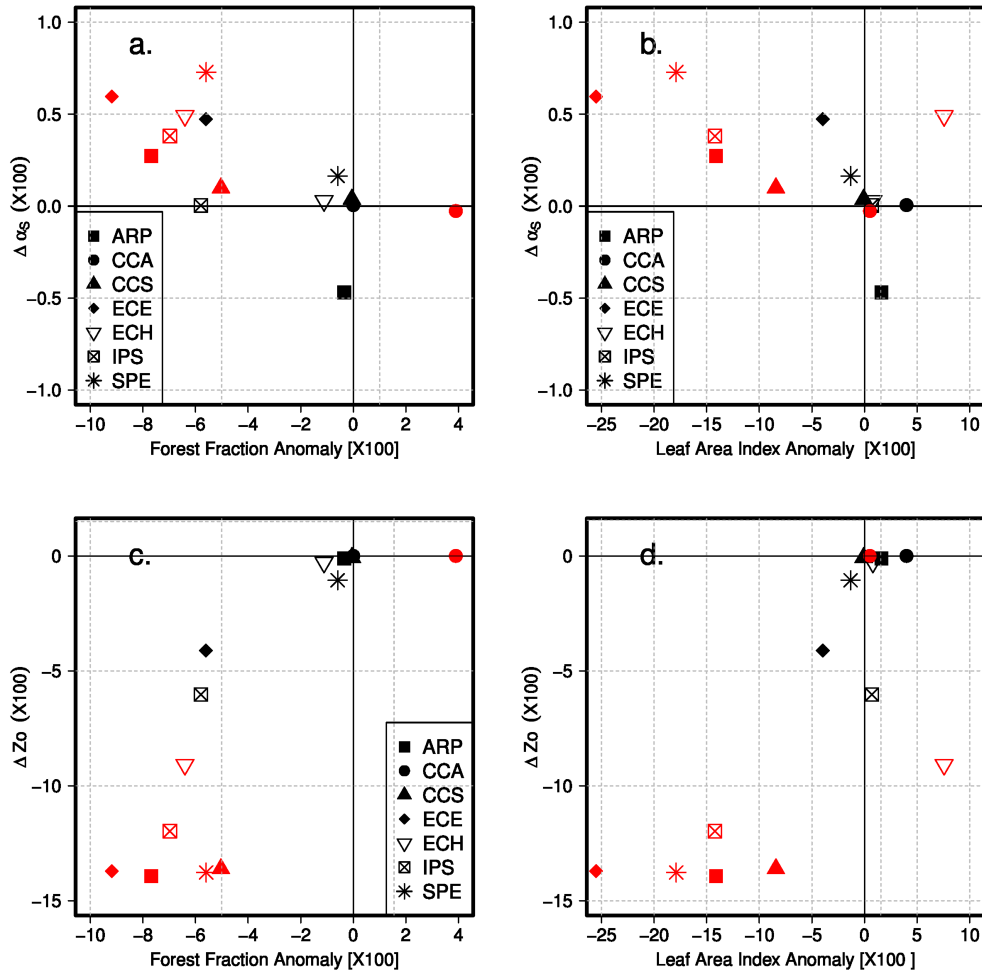 a.
1.0
0.5
0.0
−0.5
−1.0
Δ αS (X100)
ARP
CCA
CCS
ECE
ECH
IPS
SPE
−10 −8 −6 −4 −2 0 2 4
Forest Fraction Anomaly [X100]
b.
1.0
0.5
0.0
−0.5
−1.0
Δ αS (X100)
ARP
CCA
CCS
ECE
ECH
IPS
SPE
−25 −20 −15 −10 −5 0 5 10
Leaf Area Index Anomaly [X100]
c.
0
−5
−10
−15
Δ Zo (X100)
ARP
CCA
CCS
ECE
ECH
IPS
SPE
−10 −8 −6 −4 −2 0 2 4
Forest Fraction Anomaly [X100]
d.
0
−5
−10
−15
Δ Zo (X100)
−25 −20 −15 −10 −5 0 5 10
Leaf Area Index Anomaly [X100 ]